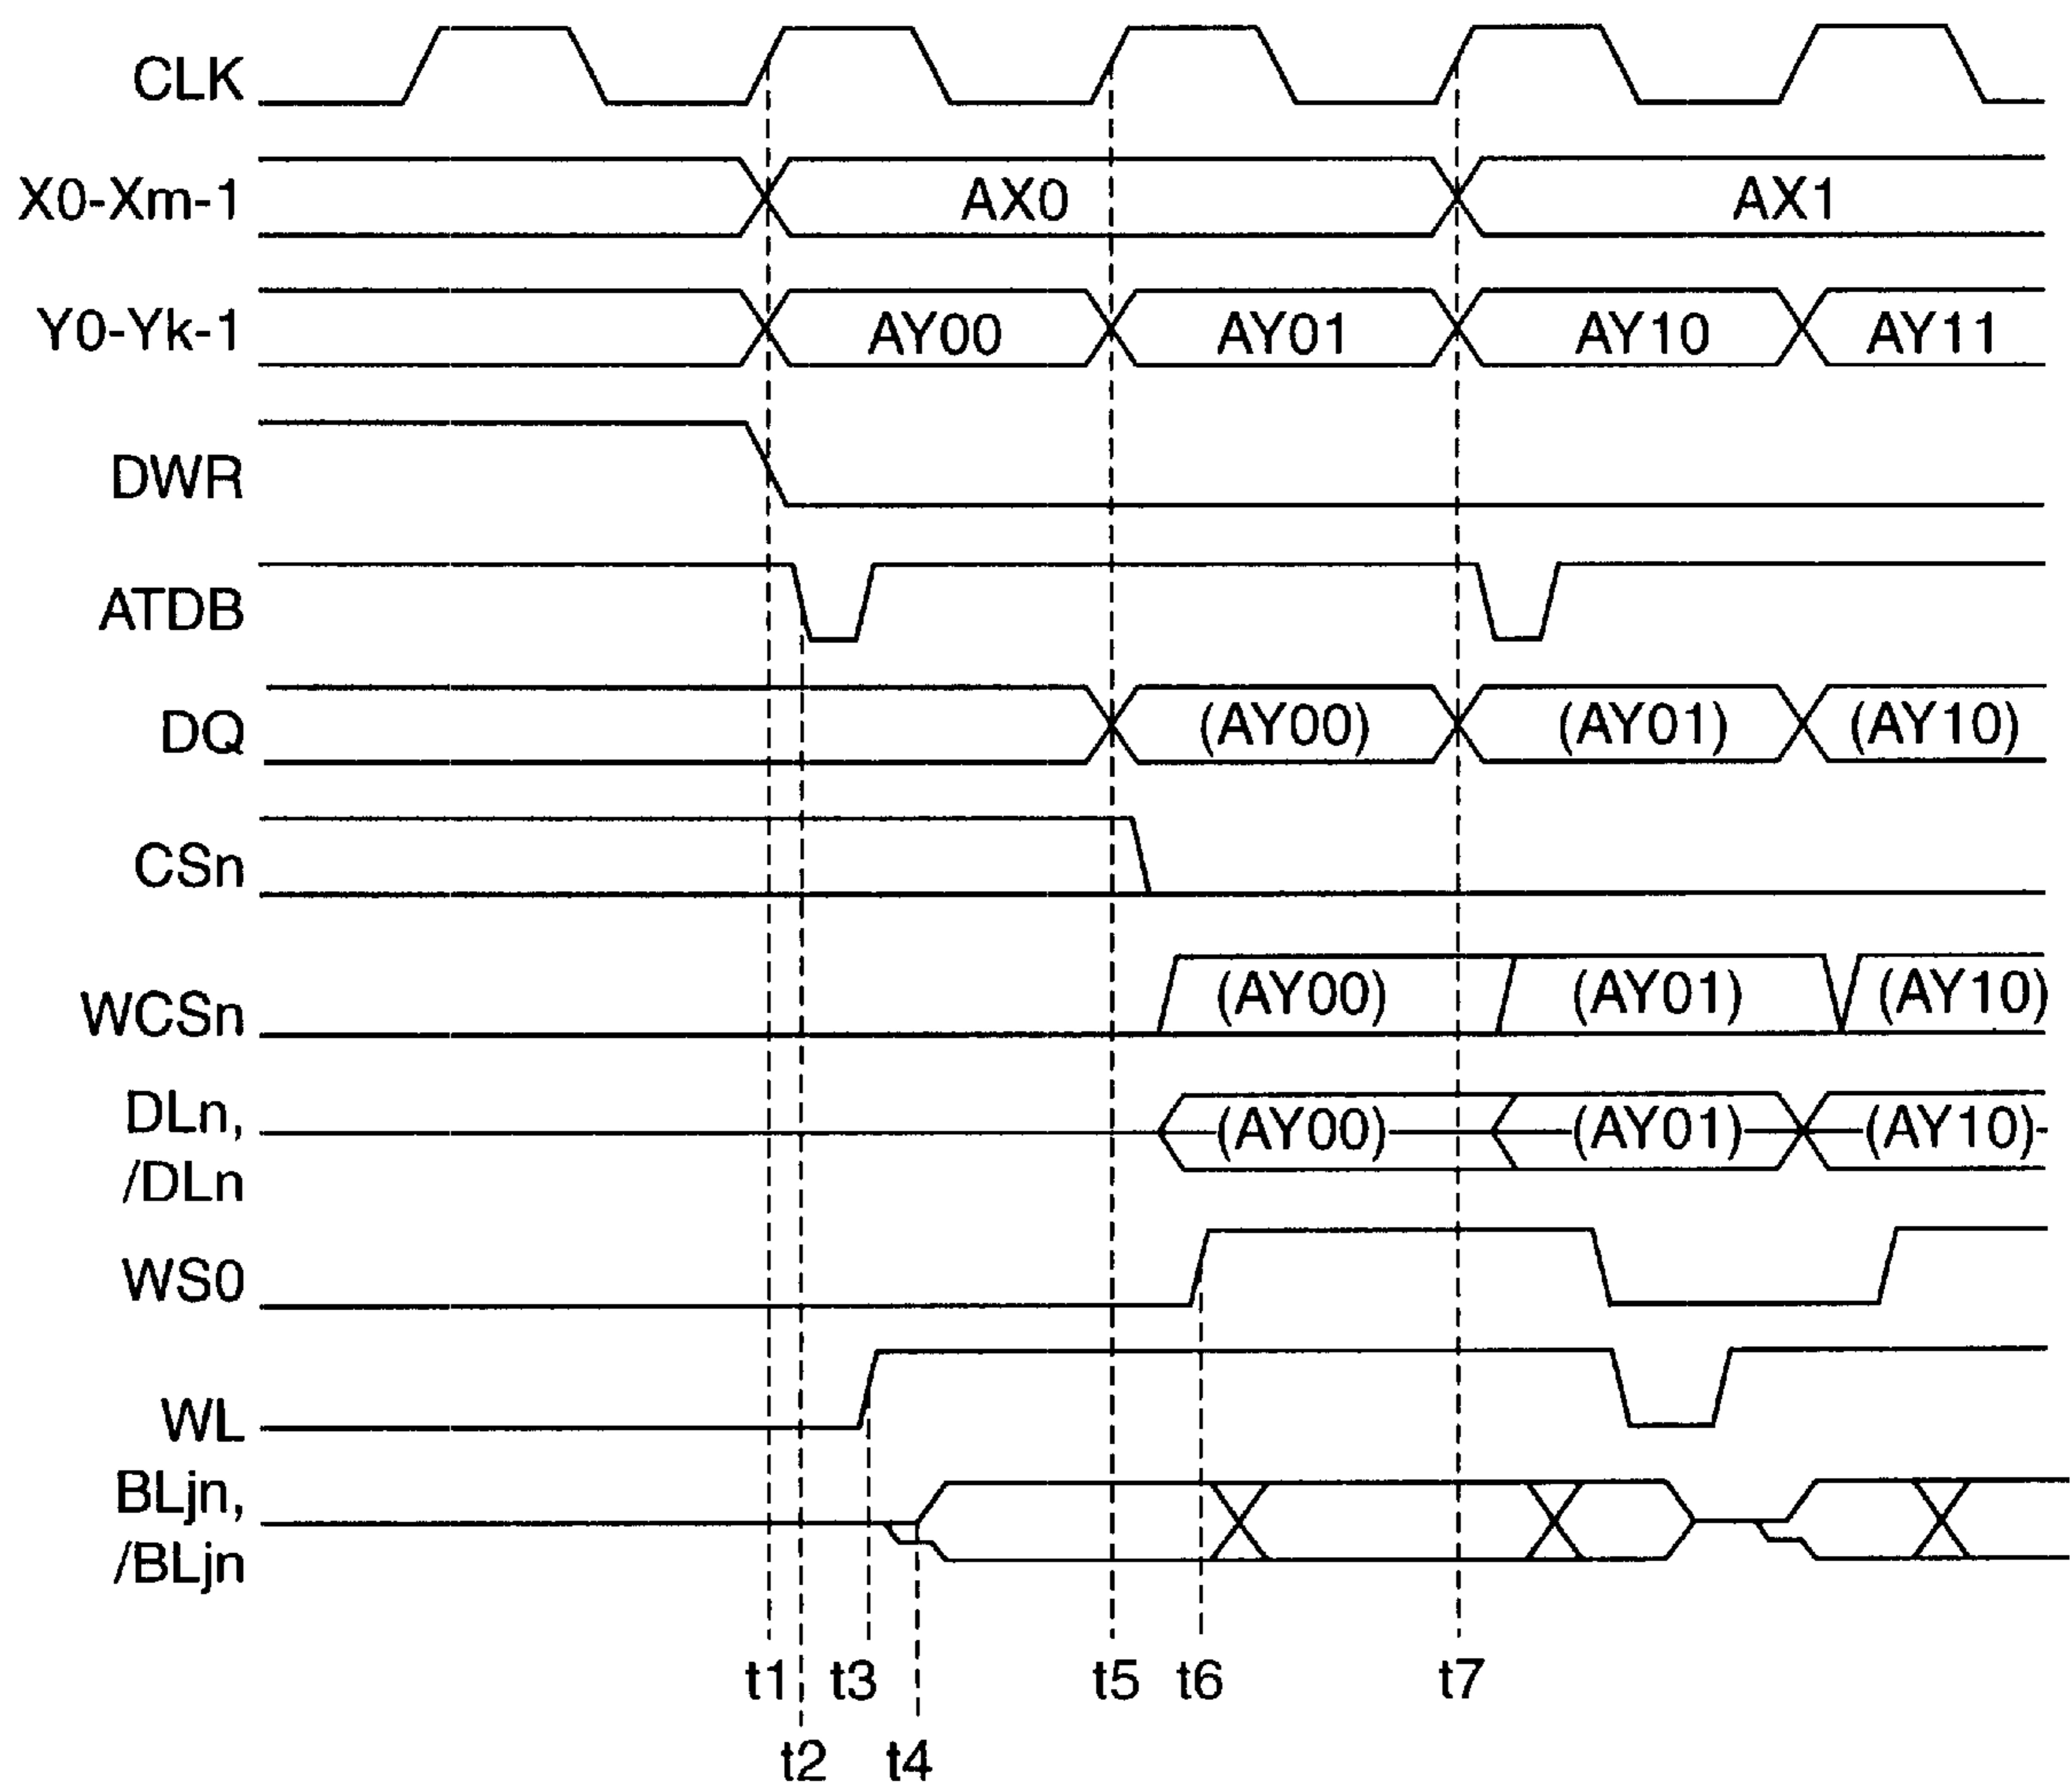 CLK
X0-Xm-1 AX0 AX1
Y0-Yk-1 AY00 AY01 AY10 AY11
DWR
ATDB
DQ (AY00) (AY01) (AY10)
CSn
WCSn (AY00) (AY01) (AY10)
DLn, /DLn (AY00) (AY01) (AY10)
WS0
WL
BLjn,
/BLjn
t1 t3 t5 t6 t7
t2 t4